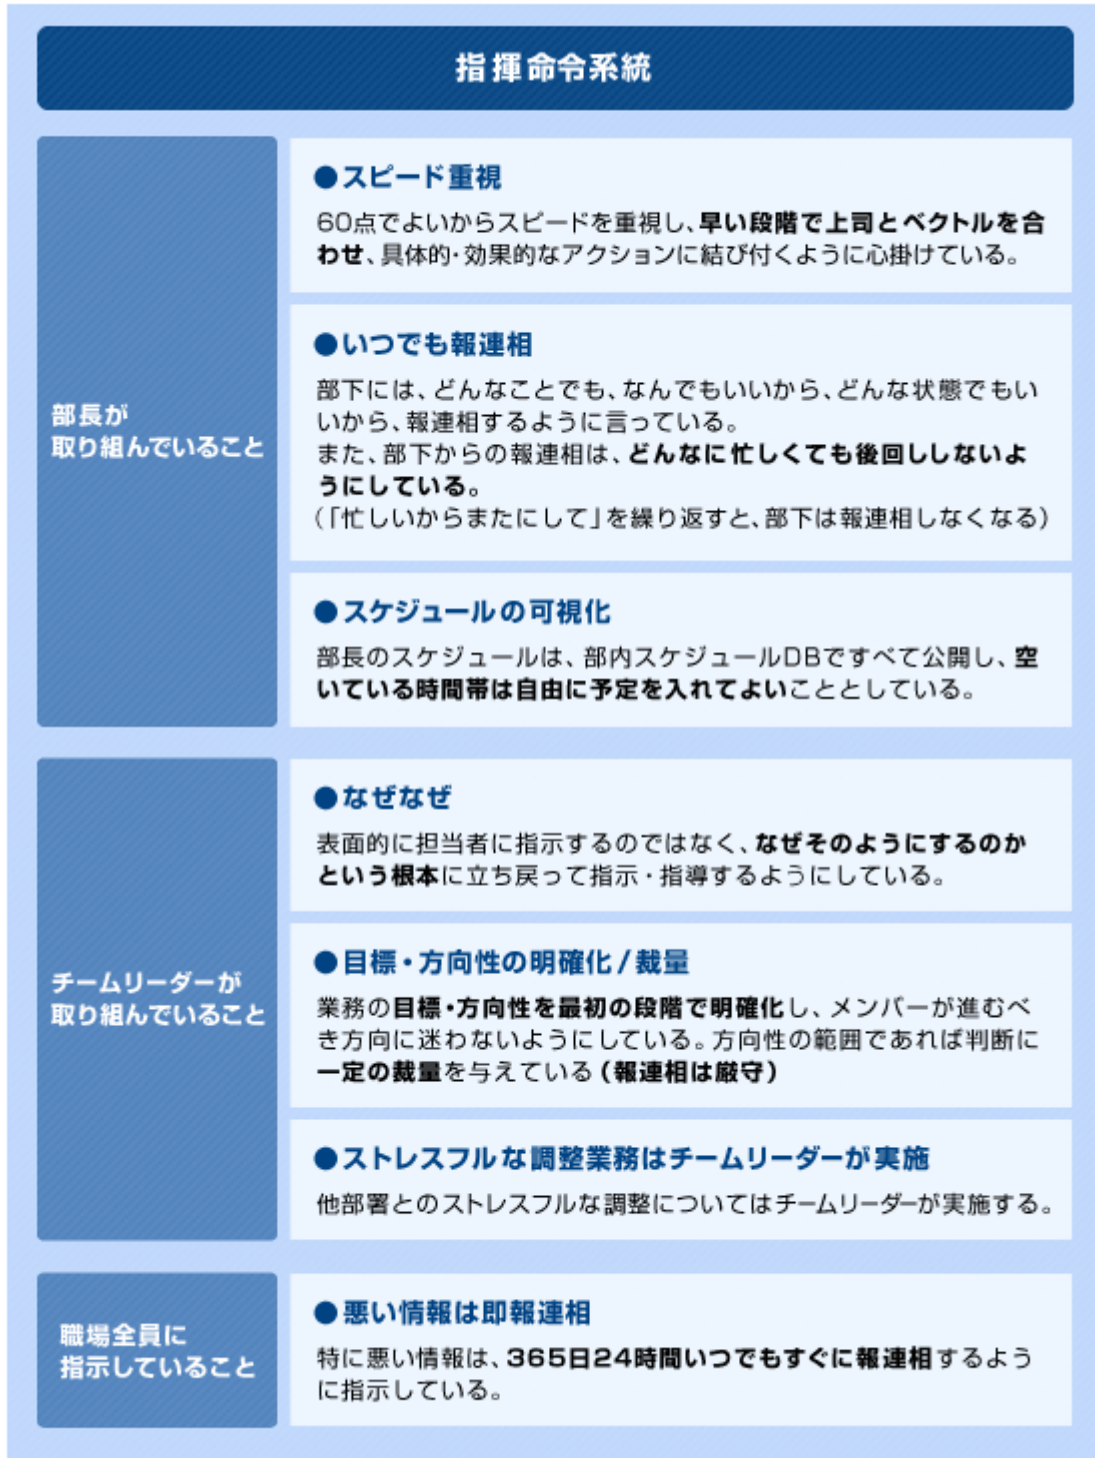 指揮命令系統
部長が
取り組んでいること
●スピード重視
60点でよいからスピードを重視し、早い段階で上司とベクトルを合
わせ、具体的・効果的なアクションに結び付くように心掛けている。
●いつでも報連相
部下には、どんなことでも、なんでもいいから、どんな状態でもい
いから、報連相するように言っている。
また、部下からの報連相は、どんなに忙しくても後回ししないよ
うにしている。
(「忙しいからまたにして」を繰り返すと、部下は報連相しなくなる)
●スケジュールの可視化
部長のスケジュールは、部内スケジュールDBですべて公開し、空
いている時間帯は自由に予定を入れてよいこととしている。
チームリーダーが
取り組んでいること
●なぜなぜ
表面的に担当者に指示するのではなく、なぜそのようにするのか
という根本に立ち戻って指示・指導するようにしている。
●目標・方向性の明確化/裁量
業務の目標・方向性を最初の段階で明確化し、メンバーが進むべ
き方向に迷わないようにしている。方向性の範囲であれば判断に
一定の裁量を与えている(報連相は厳守)
●ストレスフルな調整業務はチームリーダーが実施
他部署とのストレスフルな調整についてはチームリーダーが実施する。
職場全員に
指示していること
●悪い情報は即報連相
特に悪い情報は、365日24時間いつでもすぐに報連相するよう
に指示している。